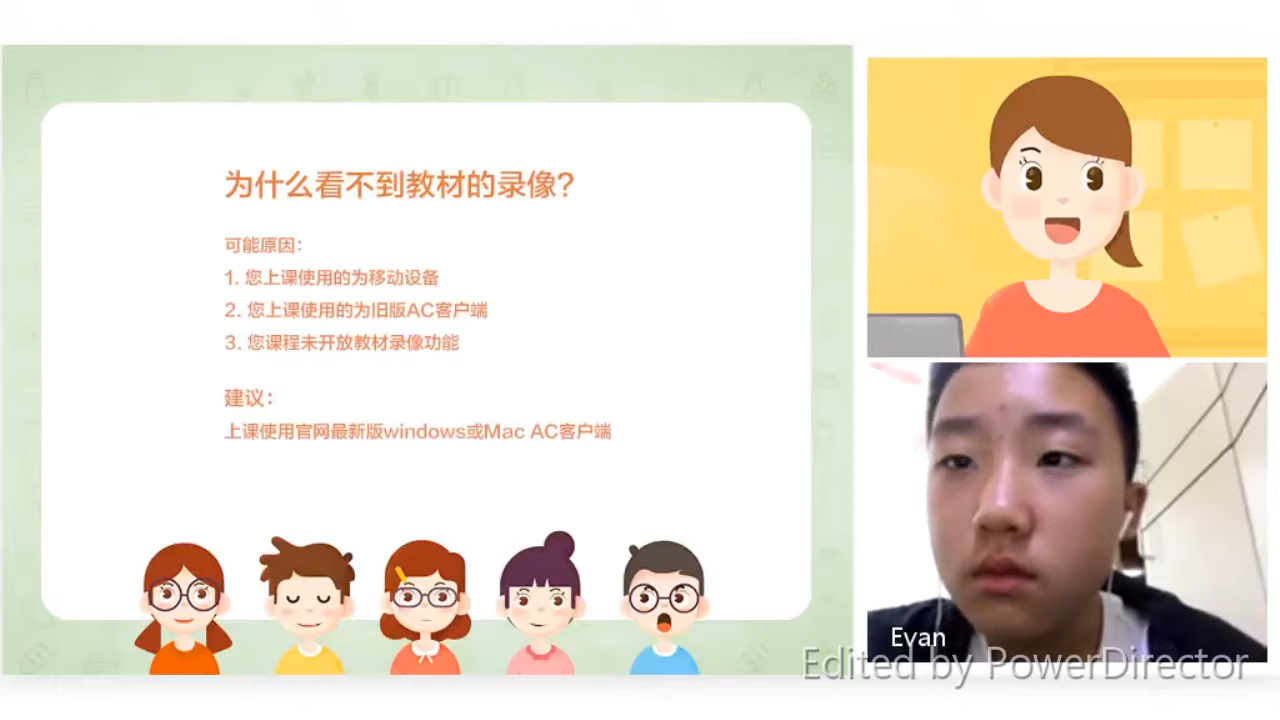 为什么看不到教材的录像?
可能原因:
1. 您上课使用的为移动设备
2. 您上课使用的为旧版AC客户端
3. 您课程未开放教材录像功能
建议:
上课使用官网最新版windows或Mac AC客户端
Evan
Edited by PowerDirector